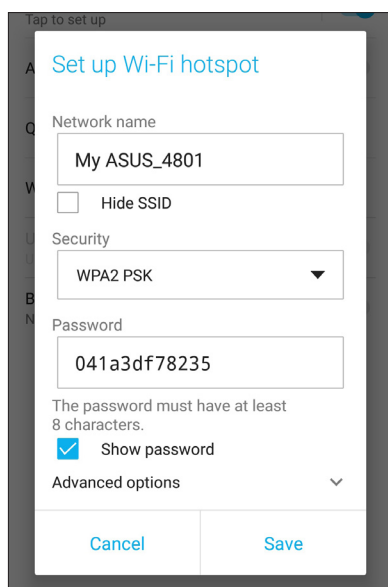 Tap to set up
A
Set up Wi-Fi hotspot
Q
Network name
My ASUS_4801
W
Hide SSID
U
Security
WPA2 PSK
B
N
Password
041a3df78235
The password must have at least
8 characters.
Show password
Advanced options
Cancel
Save